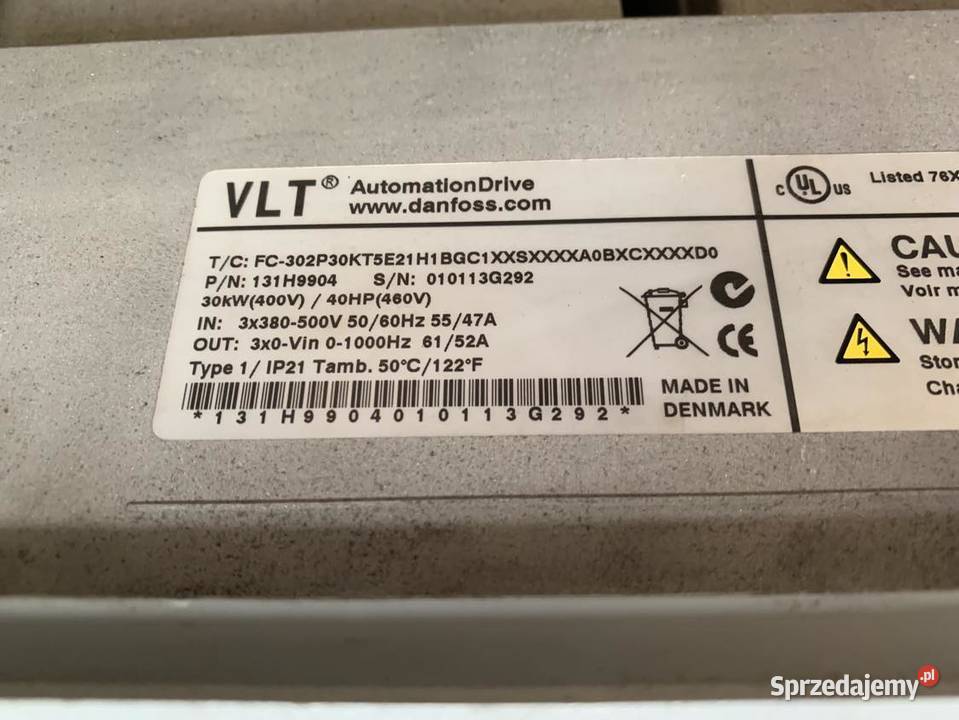 VLT® AutomationDrive
www.danfoss.com
T/C: FC-302P30KT5E21H1BGC1XXSXXXXA0BXCXXXXD0
P/N: 131H9904 S/N: 010113G292
30kW(400V) / 40HP(460V)
IN: 3x380-500V 50/60Hz 55/47A
OUT: 3x0-Vin 0-1000Hz 61/52A
Type 1/ IP21 Tamb. 50°C/122°F
*131H9904010113G292*
MADE IN
DENMARK
CE
c UL US Listed 76X
CAU
See ma
Voir m
WA
Stor
Cha
Sprzedajemy.pl